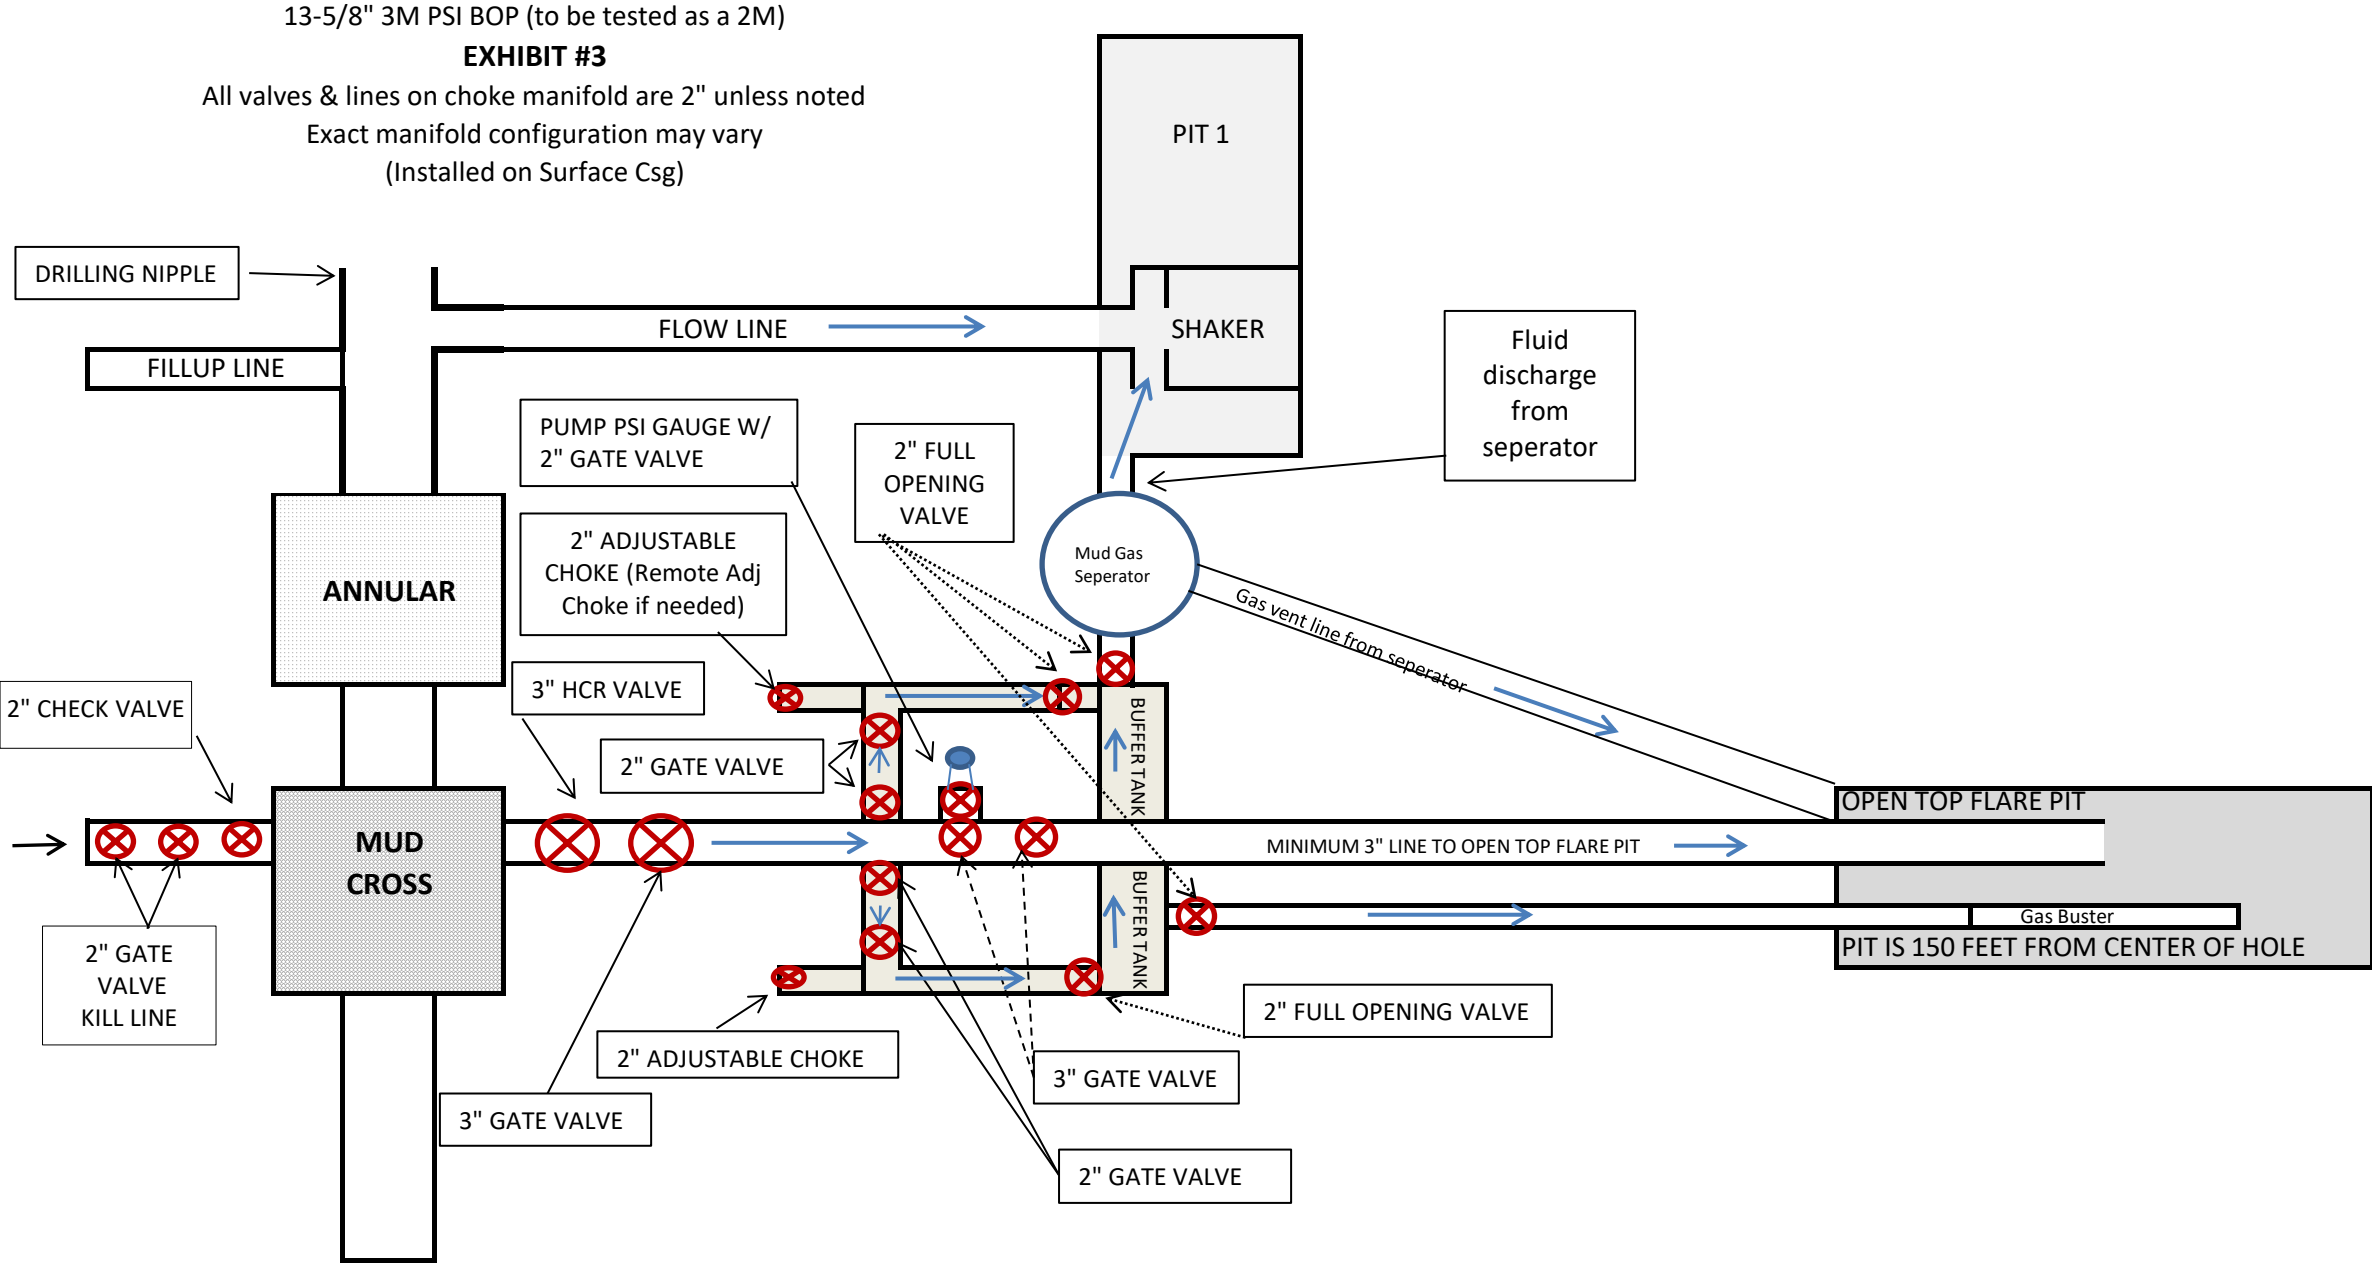 13-5/8" 3M PSI BOP (to be tested as a 2M)
EXHIBIT #3
All valves & lines on choke manifold are 2" unless noted
Exact manifold configuration may vary
(Installed on Surface Csg)
PIT 1
DRILLING NIPPLE
FLOW LINE
SHAKER
FILLUP LINE
Fluid
discharge
from
seperator
PUMP PSI GAUGE W/
2" GATE VALVE
2" FULL
OPENING
VALVE
2" ADJUSTABLE
CHOKE (Remote Adj
Choke if needed)
Mud Gas
Seperator
ANNULAR
Gas vent line from seperator
3" HCR VALVE
2" CHECK VALVE
2" GATE VALVE
BUFFERTANK
OPEN TOP FLARE PIT
MUD
CROSS
MINIMUM 3" LINE TO OPEN TOP FLARE PIT
BUFFERTANK
Gas Buster
PIT IS 150 FEET FROM CENTER OF HOLE
2" GATE
VALVE
KILL LINE
2" FULL OPENING VALVE
2" ADJUSTABLE CHOKE
3" GATE VALVE
3" GATE VALVE
2" GATE VALVE